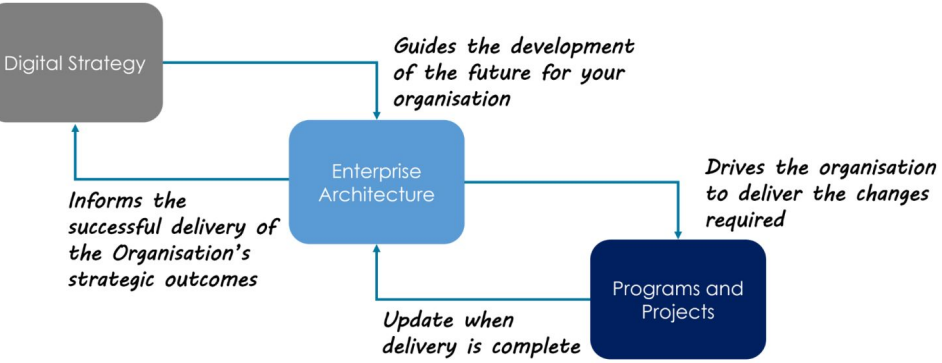 Digital Strategy
Guides the development
of the future for your
organisation
Enterprise
Architecture
Informs the
successful delivery of
the Organisation's
strategic outcomes
Drives the organisation
to deliver the changes
required
Programs and
Projects
Update when
delivery is complete